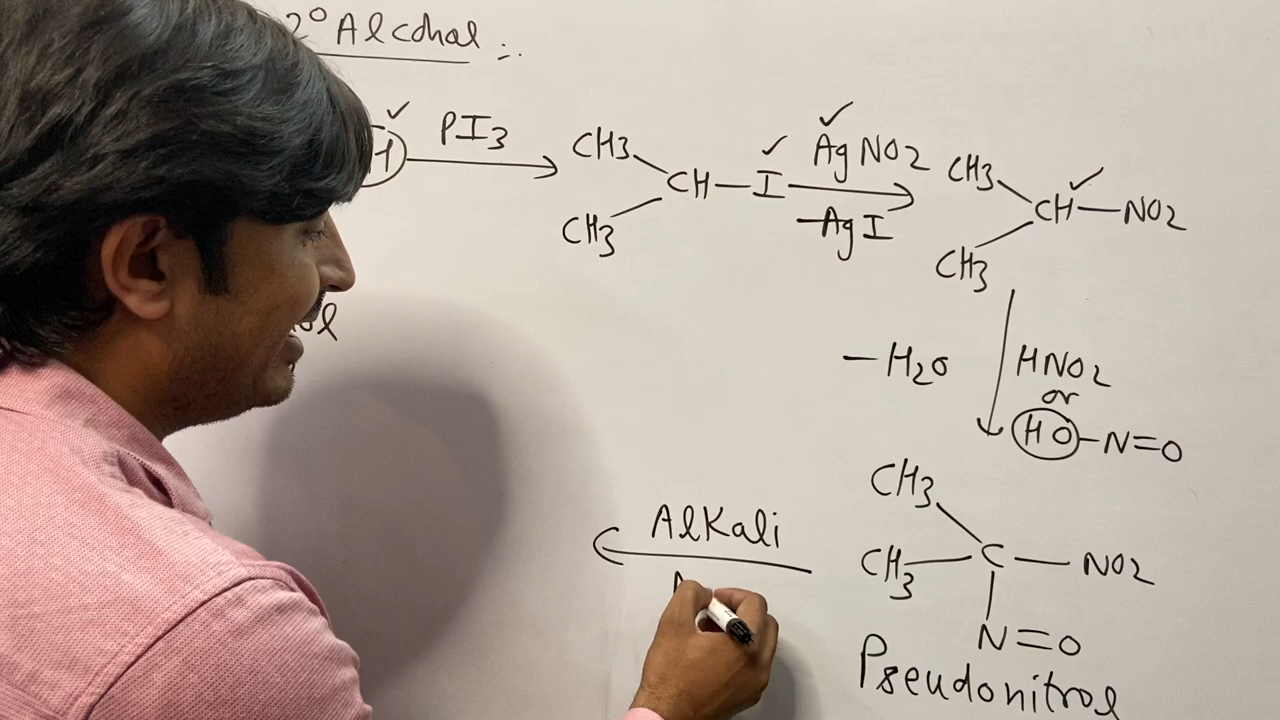 2° Alcohal :-
PI3
CH3
CH—I
CH3
AgNO2
-AgI
CH3
CH—NO2
CH3
-H2O
HNO2
or
HO-N=O
CH3
CH3—C—NO2
N=O
Pseudonitrol
Alkali